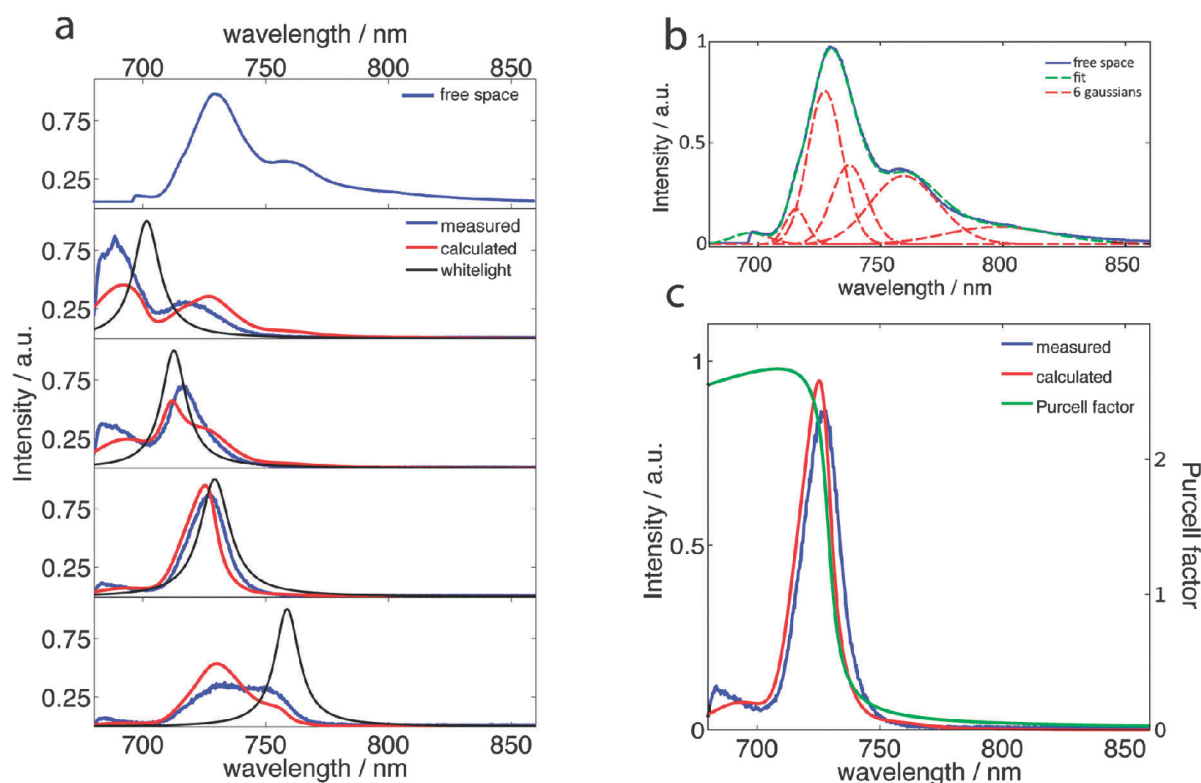 a
wavelength / nm
700 750 800 850
free space
0.75
0.25
measured
calculated
whitelight
0.75
0.25
0.75
0.25
0.75
0.25
0.75
0.25
Intensity / a.u.
700 750 800 850
wavelength / nm
b
1
0.5
0
Intensity / a.u.
free space
fit
6 gaussians
700 750 800 850
wavelength / nm
c
1
0.5
0
Intensity / a.u.
measured
calculated
Purcell factor
2
1
0
Purcell factor
700 750 800 850
wavelength / nm